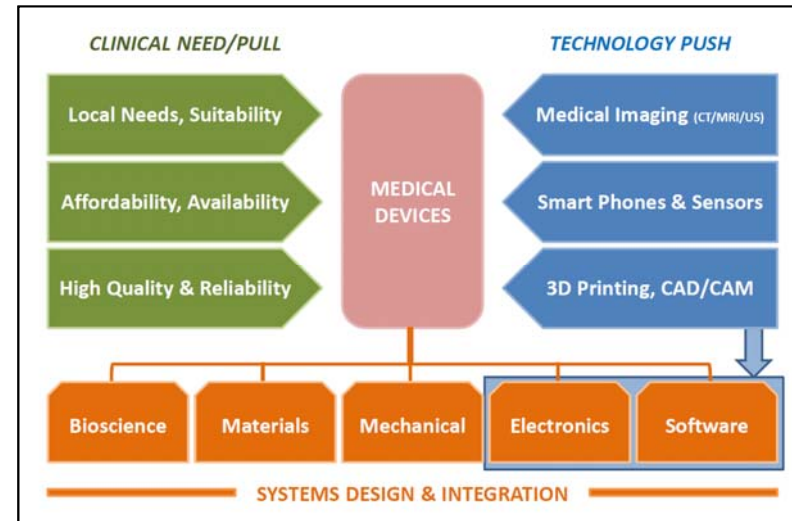 CLINICAL NEED/PULL
TECHNOLOGY PUSH
Local Needs, Suitability
Affordability, Availability
High Quality & Reliability
MEDICAL
DEVICES
Medical Imaging (CT/MRI/US)
Smart Phones & Sensors
3D Printing, CAD/CAM
Bioscience
Materials
Mechanical
Electronics
Software
SYSTEMS DESIGN & INTEGRATION